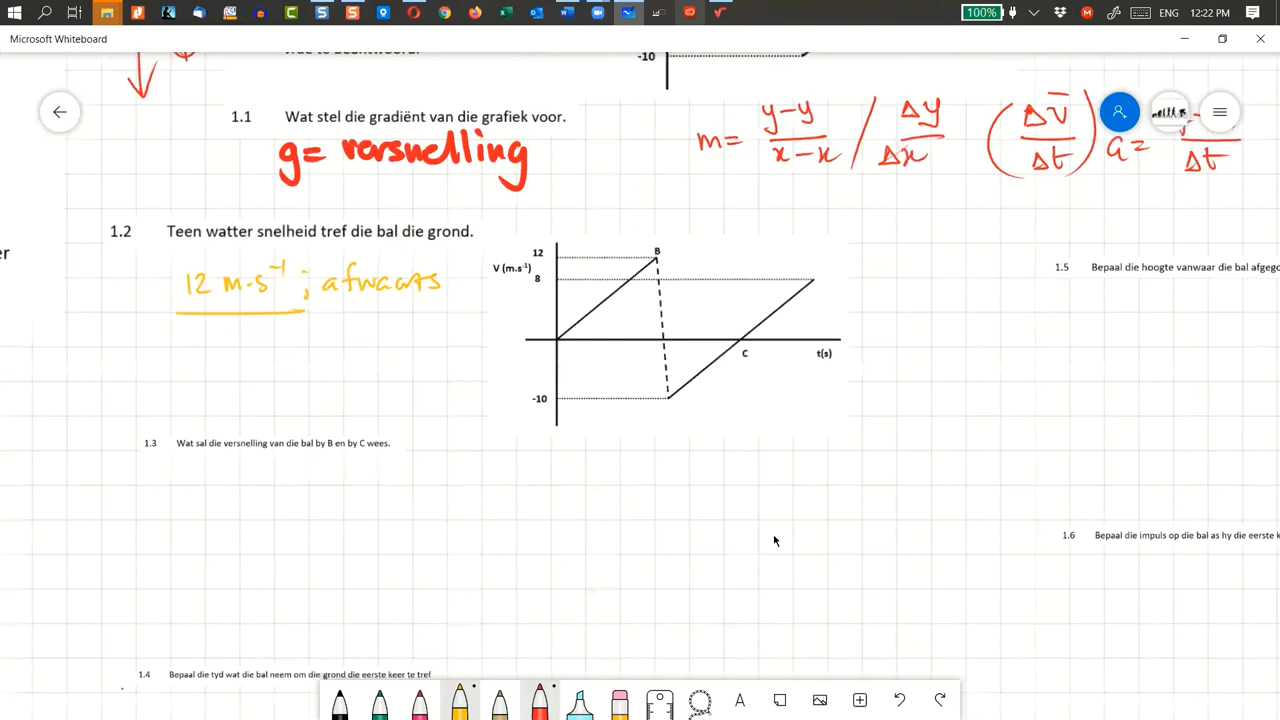 100%
ENG 12:22 PM
Microsoft Whiteboard
-10
1.1 Wat stel die gradiënt van die grafiek voor.
g= versnelling
m= y-y / x-x / Δy / Δx (Δv̄ / Δt) a= / Δt
1.2 Teen watter snelheid tref die bal die grond.
12 m·s⁻¹ ; afwaarts
er
12
B
V (m.s⁻¹)
8
C
t(s)
-10
1.5 Bepaal die hoogte vanwaar die bal afgego
1.3 Wat sal die versnelling van die bal by B en by C wees.
1.6 Bepaal die impuls op die bal as hy die eerste k
1.4 Bepaal die tyd wat die bal neem om die grond die eerste keer te tref